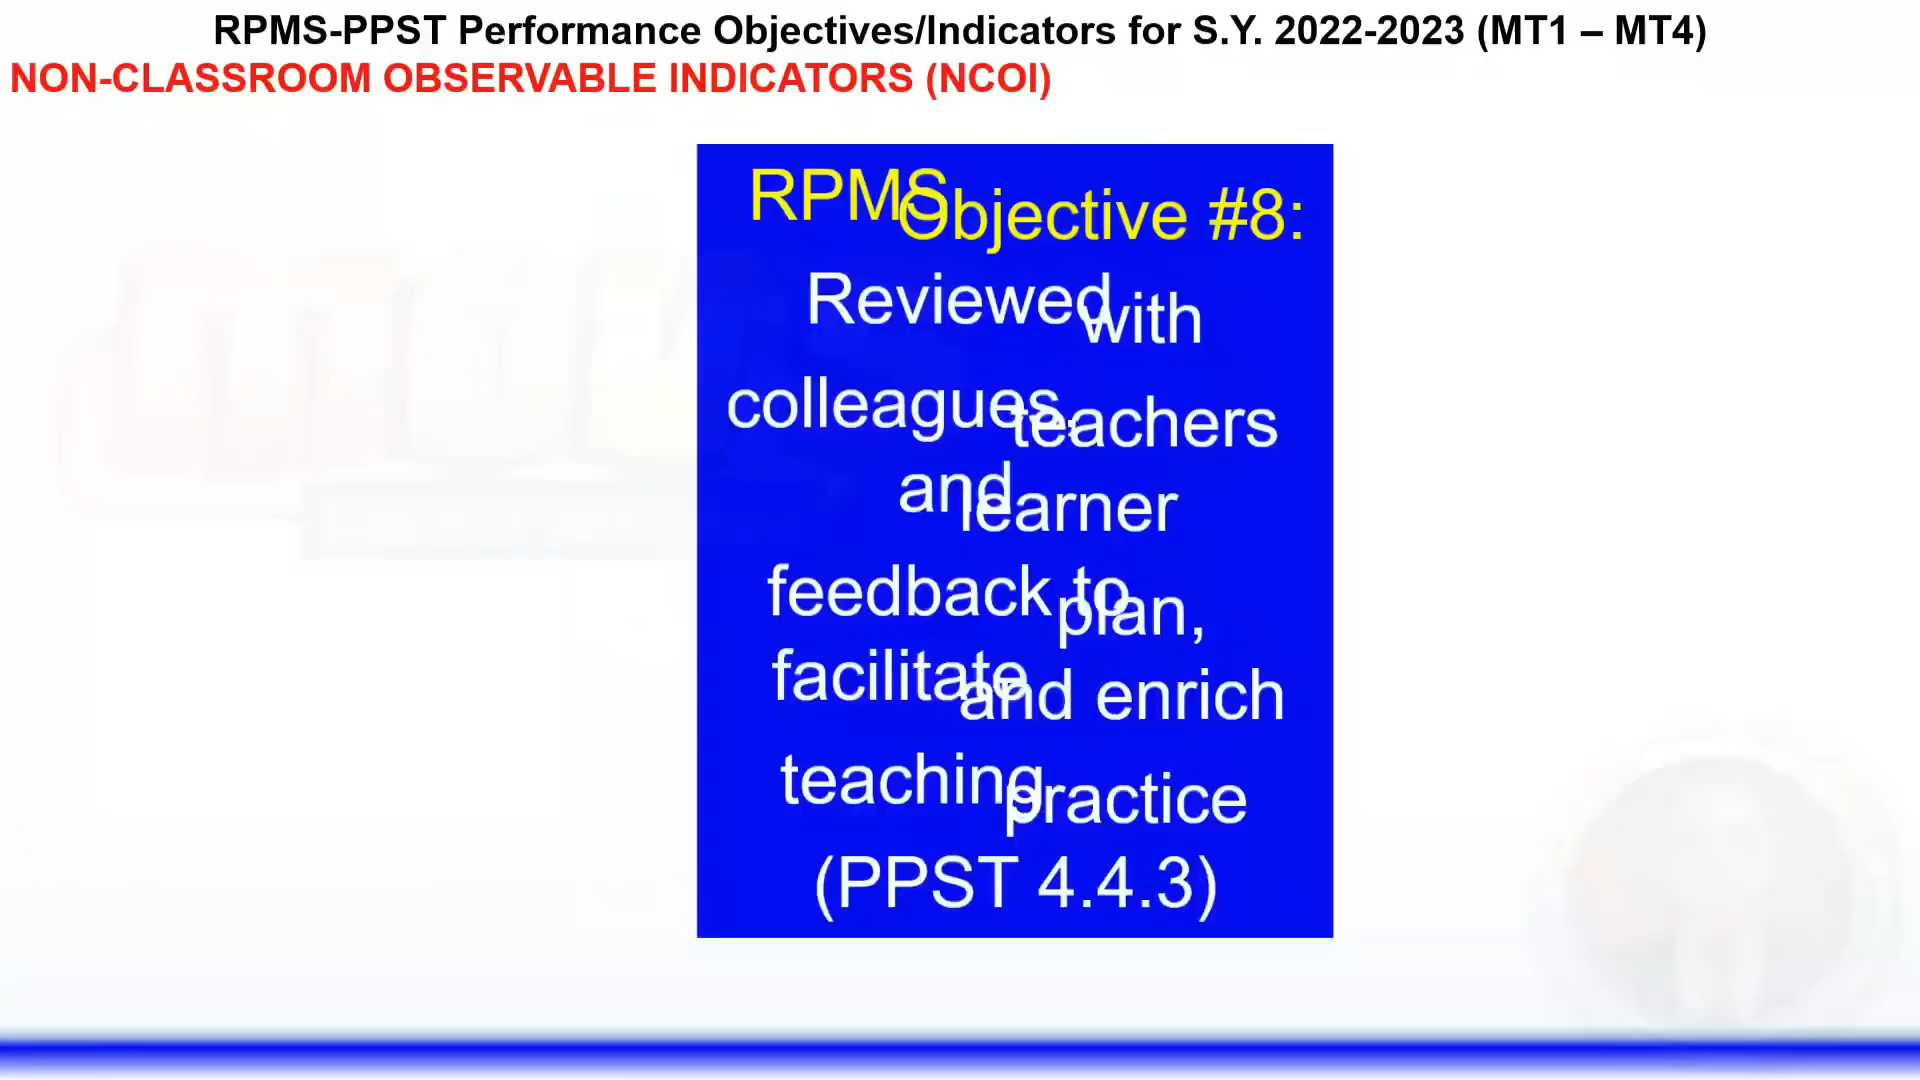 RPMS-PPST Performance Objectives/Indicators for S.Y. 2022-2023 (MT1 – MT4)
NON-CLASSROOM OBSERVABLE INDICATORS (NCOI)
RPMS Objective #8:
Reviewed with
colleagues, teachers
and learner
feedback to plan,
facilitate and enrich
teaching practice
(PPST 4.4.3)